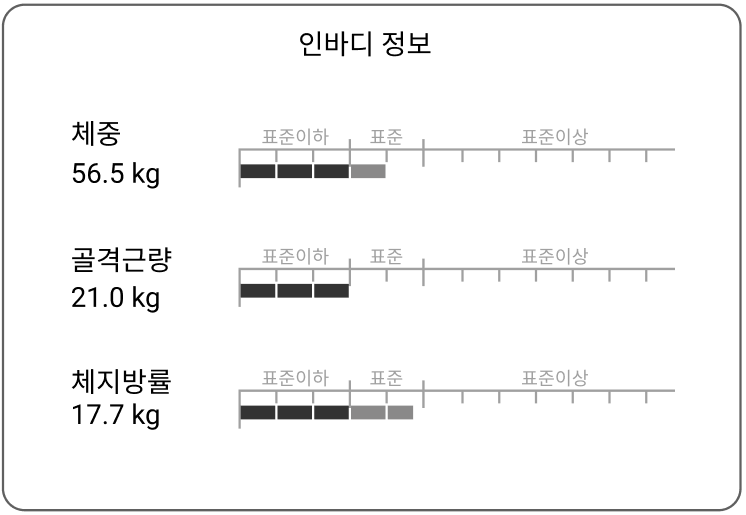 인바디 정보
체중
표준이하 표준 표준이상
56.5 kg
골격근량
표준이하 표준 표준이상
21.0 kg
체지방률
표준이하 표준 표준이상
17.7 kg